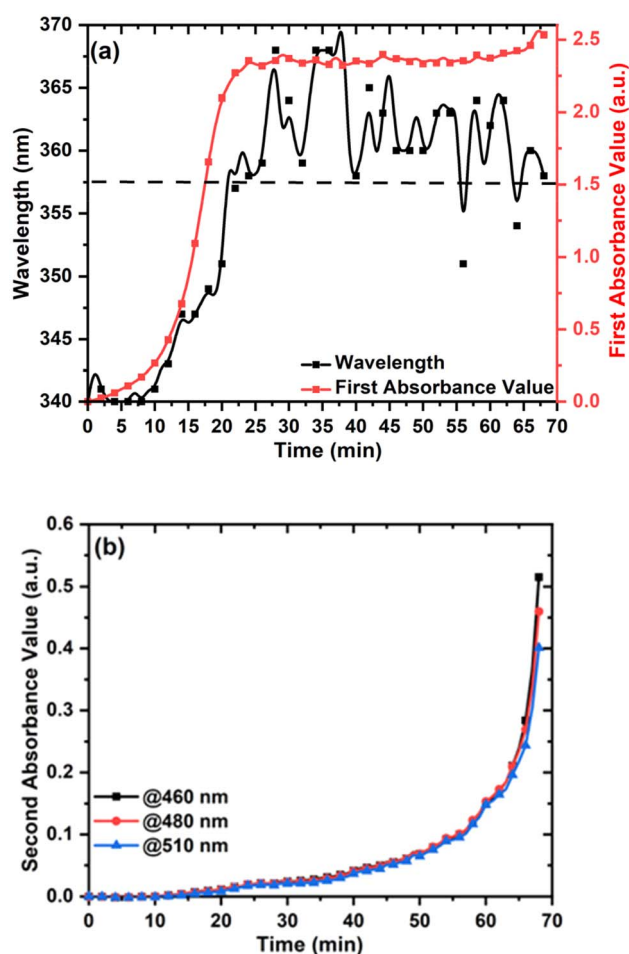 (a)
370
365
360
355
350
345
340
Wavelength (nm)
2.5
2.0
1.5
1.0
0.5
0.0
First Absorbance Value (a.u.)
Wavelength
First Absorbance Value
0 5 10 15 20 25 30 35 40 45 50 55 60 65 70
Time (min)
(b)
0.6
0.5
0.4
0.3
0.2
0.1
0.0
Second Absorbance Value (a.u.)
@460 nm
@480 nm
@510 nm
0 10 20 30 40 50 60 70
Time (min)